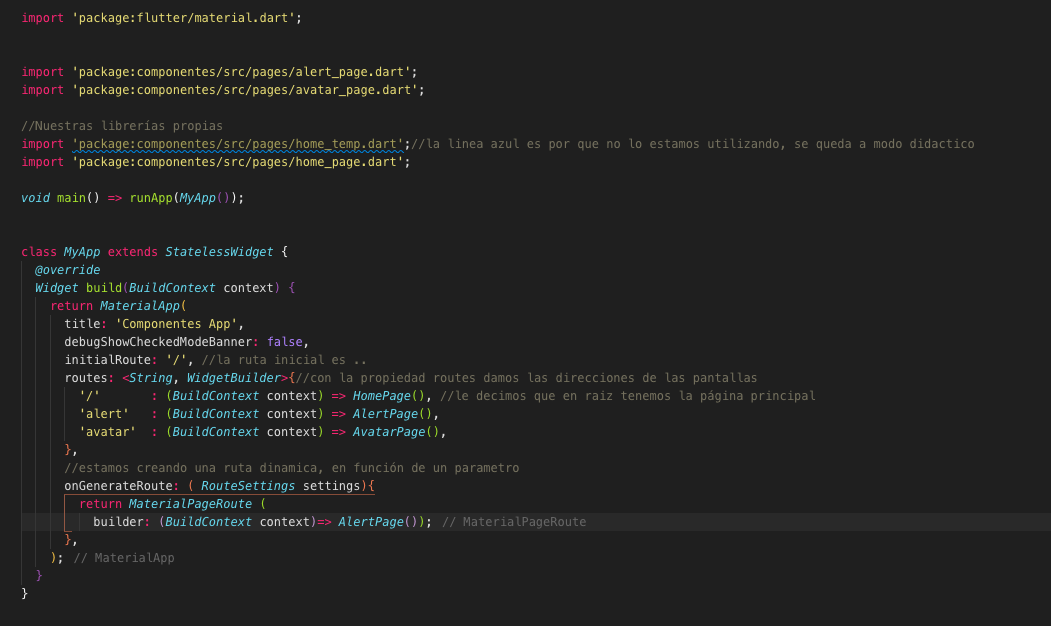 import 'package:flutter/material.dart';
import 'package:componentes/src/pages/alert_page.dart';
import 'package:componentes/src/pages/avatar_page.dart';
//Nuestras librerías propias
import 'package:componentes/src/pages/home_temp.dart';//la linea azul es por que no lo estamos utilizando, se queda a modo didactico
import 'package:componentes/src/pages/home_page.dart';
void main() => runApp(MyApp());
class MyApp extends StatelessWidget {
  @override
  Widget build(BuildContext context) {
    return MaterialApp(
      title: 'Componentes App',
      debugShowCheckedModeBanner: false,
      initialRoute: '/', //la ruta inicial es ..
      routes: <String, WidgetBuilder>{//con la propiedad routes damos las direcciones de las pantallas
        '/'       : (BuildContext context) => HomePage(), //le decimos que en raiz tenemos la página principal
        'alert'   : (BuildContext context) => AlertPage(),
        'avatar'  : (BuildContext context) => AvatarPage(),
      },
      //estamos creando una ruta dinamica, en función de un parametro
      onGenerateRoute: ( RouteSettings settings){
        return MaterialPageRoute (
          builder: (BuildContext context)=> AlertPage()); // MaterialPageRoute
      },
    ); // MaterialApp
  }
}